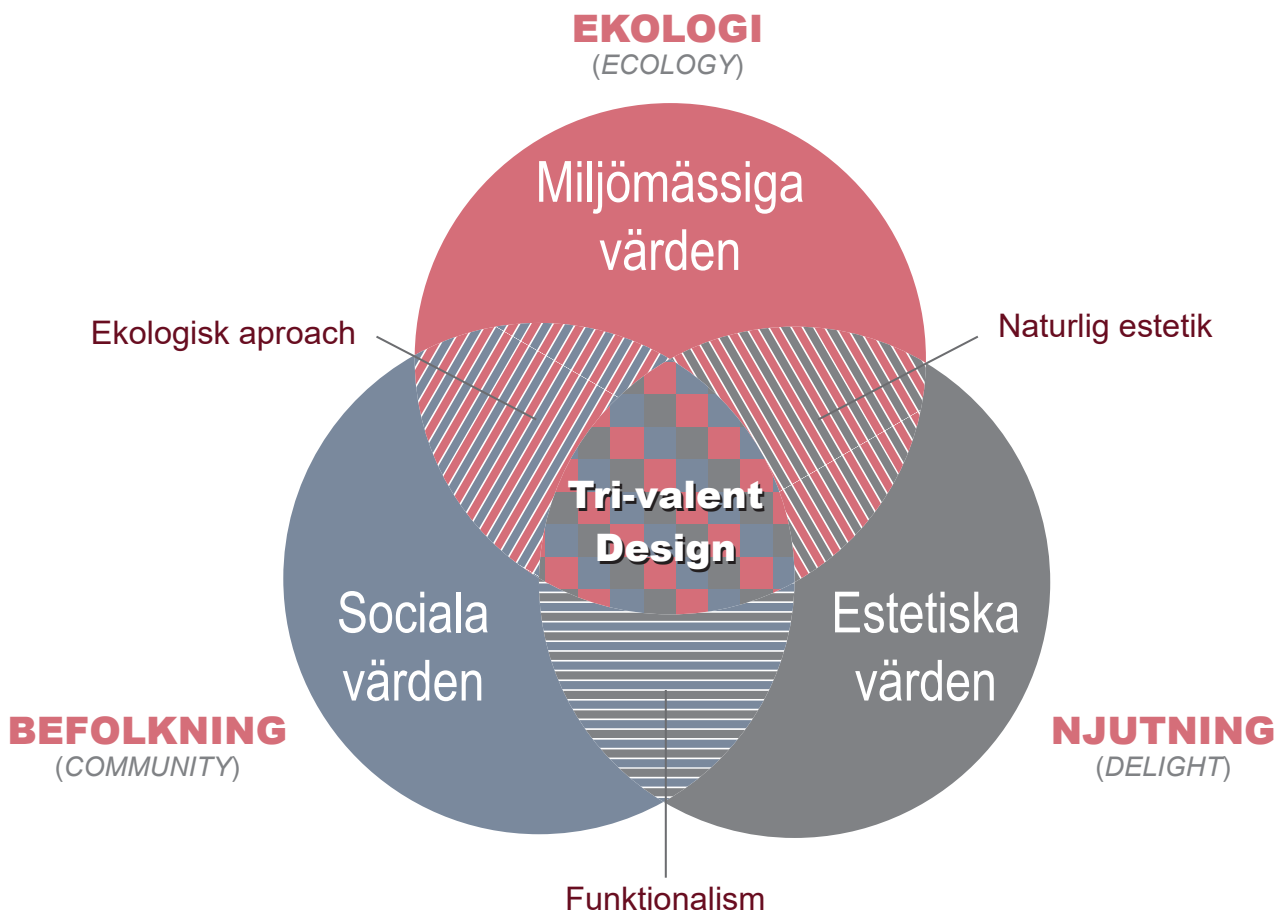 EKOLOGI
(ECOLOGY)
Miljömässiga
värden
Ekologisk aproach
Naturlig estetik
Tri-valent
Design
Sociala
värden
Estetiska
värden
BEFOLKNING
(COMMUNITY)
NJUTNING
(DELIGHT)
Funktionalism